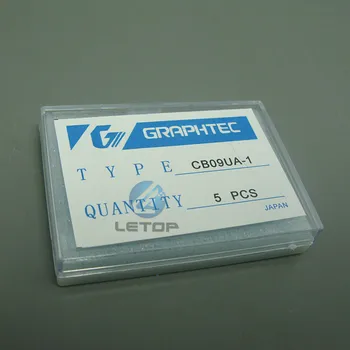 GRAPHTEC
TYPE CB09UA-1
QUANTITY 5 PCS
LETOP
JAPAN